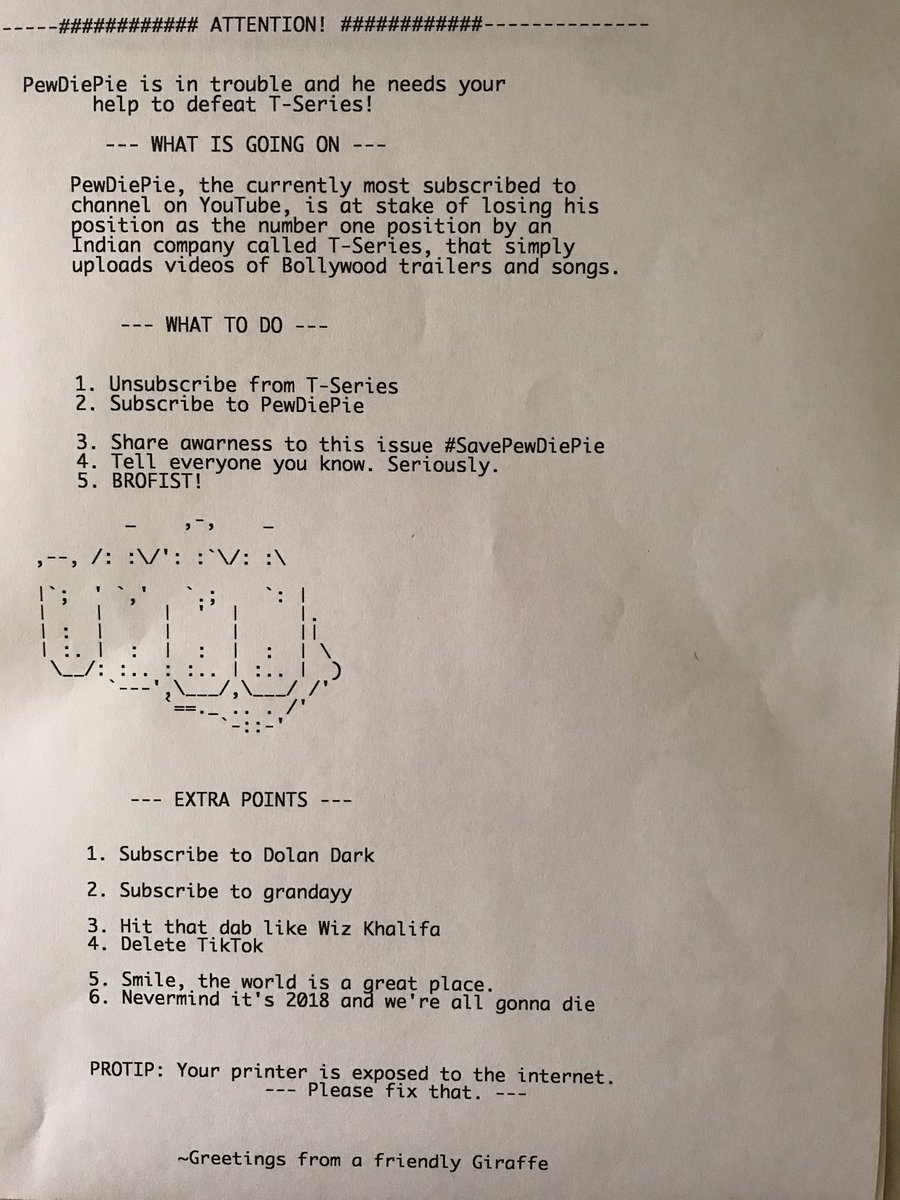 -----############ ATTENTION! ############---------------
PewDiePie is in trouble and he needs your
help to defeat T-Series!
--- WHAT IS GOING ON ---
PewDiePie, the currently most subscribed to
channel on YouTube, is at stake of losing his
position as the number one position by an
Indian company called T-Series, that simply
uploads videos of Bollywood trailers and songs.
--- WHAT TO DO ---
1. Unsubscribe from T-Series
2. Subscribe to PewDiePie
3. Share awarness to this issue #SavePewDiePie
4. Tell everyone you know. Seriously.
5. BROFIST!
--- EXTRA POINTS ---
1. Subscribe to Dolan Dark
2. Subscribe to grandayy
3. Hit that dab like Wiz Khalifa
4. Delete TikTok
5. Smile, the world is a great place.
6. Nevermind it's 2018 and we're all gonna die
PROTIP: Your printer is exposed to the internet.
--- Please fix that. ---
~Greetings from a friendly Giraffe